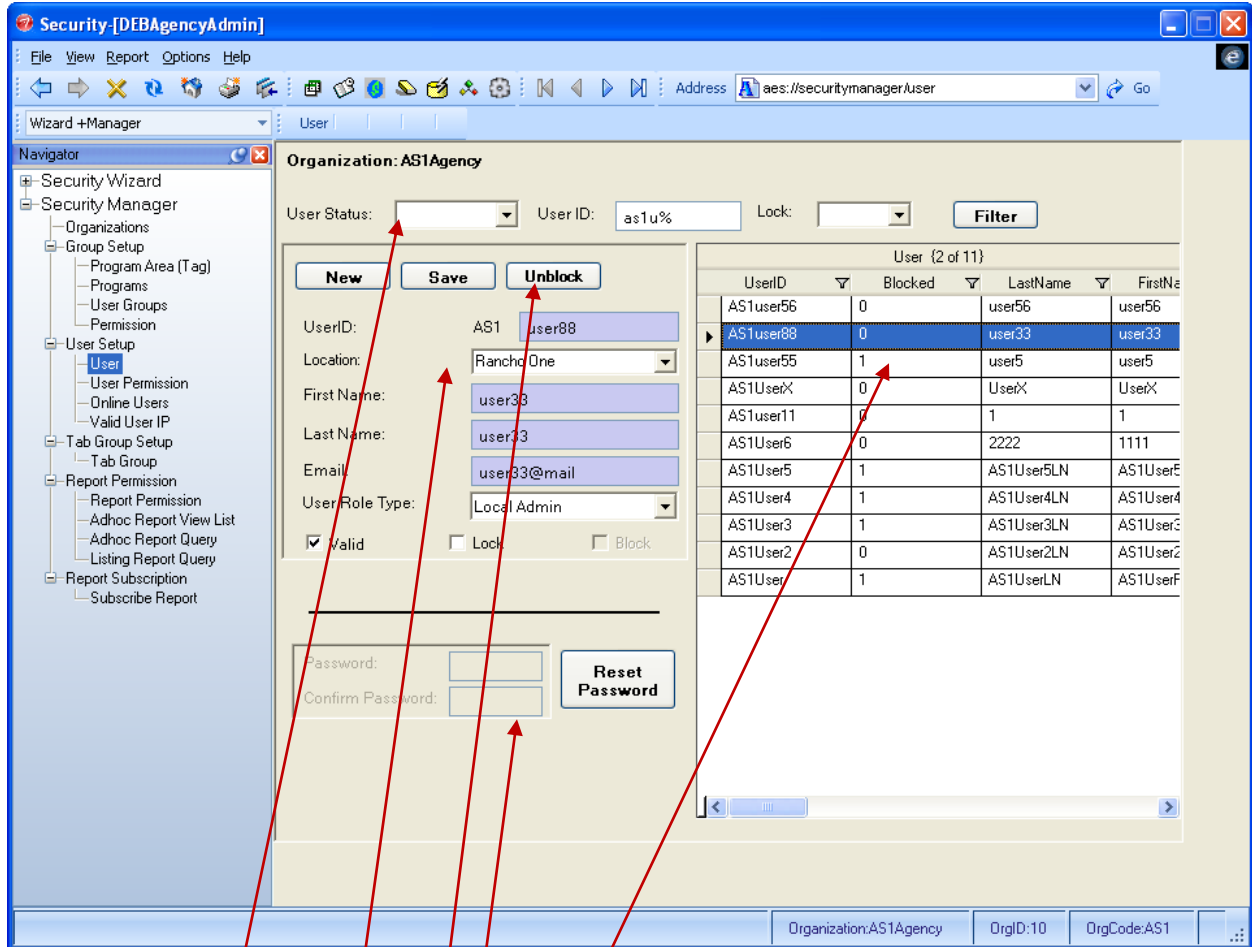 Security-[DEBAgencyAdmin]
File View Report Options Help
Address aes://securitymanager/user Go
Wizard +Manager User
Navigator
Security Wizard
Security Manager
Organizations
Group Setup
Program Area (Tag)
Programs
User Groups
Permission
User Setup
User
User Permission
Online Users
Valid User IP
Tab Group Setup
Tab Group
Report Permission
Report Permission
Adhoc Report View List
Adhoc Report Query
Listing Report Query
Report Subscription
Subscribe Report
Organization: AS1Agency
User Status: User ID: as1u% Lock: Filter
New Save Unblock
UserID: AS1 user88
Location: Rancho One
First Name: user33
Last Name: user33
Email: user33@mail
User Role Type: Local Admin
Valid Lock Block
Password:
Confirm Password:
Reset Password
User {2 of 11}
UserID Blocked LastName FirstNa
AS1user56 0 user56 user56
AS1user88 0 user33 user33
AS1user55 1 user5 user5
AS1UserX 0 UserX UserX
AS1user11 0 1 1
AS1User6 0 2222 1111
AS1User5 1 AS1User5LN AS1User5
AS1User4 1 AS1User4LN AS1User4
AS1User3 1 AS1User3LN AS1User3
AS1User2 0 AS1User2LN AS1User2
AS1User 1 AS1UserLN AS1UserF
Organization:AS1Agency OrgID:10 OrgCode:AS1